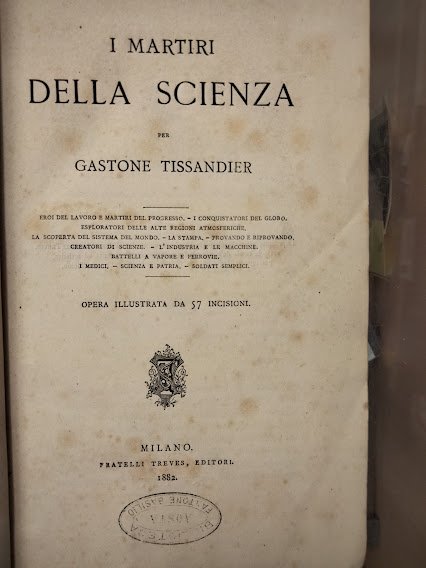 I MARTIRI
DELLA SCIENZA
PER
GASTONE TISSANDIER
EROI DEL LAVORO E MARTIRI DEL PROGRESSO. - I CONQUISTATORI DEL GLOBO.
ESPLORATORI DELLE ALTE REGIONI ATMOSFERICHE.
LA SCOPERTA DEL SISTEMA DEL MONDO. - LA STAMPA. - PROVANDO E RIPROVANDO.
CREATORI DI SCIENZE. - L'INDUSTRIA E LE MACCHINE.
BATTELLI A VAPORE E FERROVIE.
I MEDICI. - SCIENZA E PATRIA. - SOLDATI SEMPLICI.
OPERA ILLUSTRATA DA 57 INCISIONI.
MILANO.
FRATELLI TREVES, EDITORI.
1882.
AOSTA